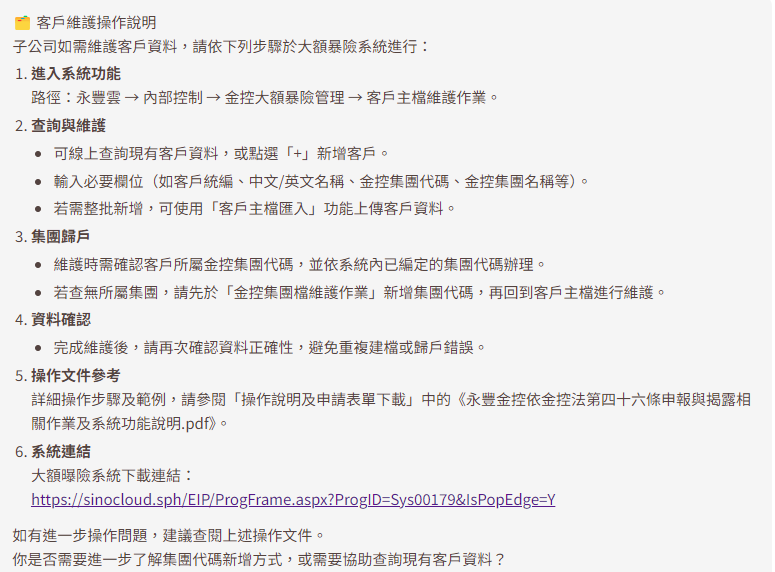 🗂️ 客戶維護操作說明
子公司如需維護客戶資料，請依下列步驟於大額暴險系統進行：
1. 進入系統功能
路徑：永豐雲 → 內部控制 → 金控大額暴險管理 → 客戶主檔維護作業。
2. 查詢與維護
• 可線上查詢現有客戶資料，或點選「+」新增客戶。
• 輸入必要欄位（如客戶統編、中文/英文名稱、金控集團代碼、金控集團名稱等）。
• 若需整批新增，可使用「客戶主檔匯入」功能上傳客戶資料。
3. 集團歸戶
• 維護時需確認客戶所屬金控集團代碼，並依系統內已編定的集團代碼辦理。
• 若查無所屬集團，請先於「金控集團檔維護作業」新增集團代碼，再回到客戶主檔進行維護。
4. 資料確認
• 完成維護後，請再次確認資料正確性，避免重複建檔或歸戶錯誤。
5. 操作文件參考
詳細操作步驟及範例，請參閱「操作說明及申請表單下載」中的《永豐金控依金控法第四十六條申報與揭露相
關作業及系統功能說明.pdf》。
6. 系統連結
大額曝險系統下載連結：
https://sinocloud.sph/EIP/ProgFrame.aspx?ProgID=Sys00179&IsPopEdge=Y
如有進一步操作問題，建議查閱上述操作文件。
你是否需要進一步了解集團代碼新增方式，或需要協助查詢現有客戶資料？